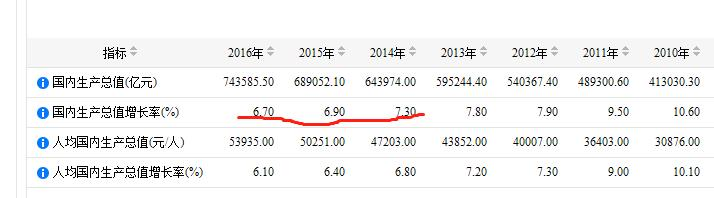 指标 2016年 2015年 2014年 2013年 2012年 2011年 2010年
国内生产总值(亿元) 743585.50 689052.10 643974.00 595244.40 540367.40 489300.60 413030.30
国内生产总值增长率(%) 6.70 6.90 7.30 7.80 7.90 9.50 10.60
人均国内生产总值(元/人) 53935.00 50251.00 47203.00 43852.00 40007.00 36403.00 30876.00
人均国内生产总值增长率(%) 6.10 6.40 6.80 7.20 7.30 9.00 10.10